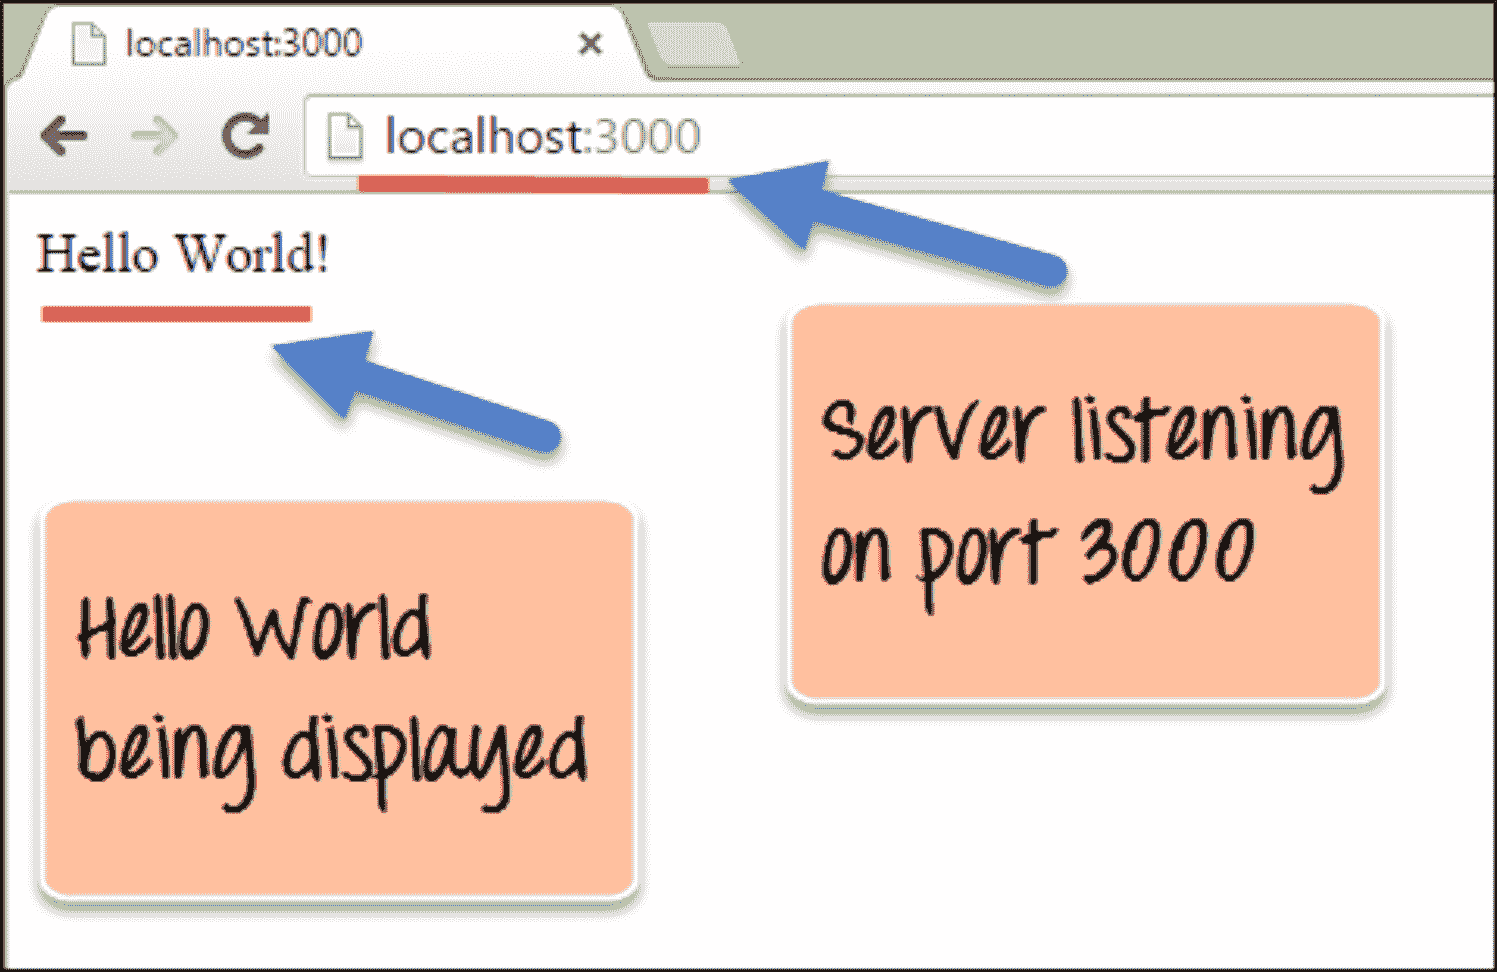 localhost:3000
localhost:3000
Hello World!
Server listening
on port 3000
Hello World
being displayed